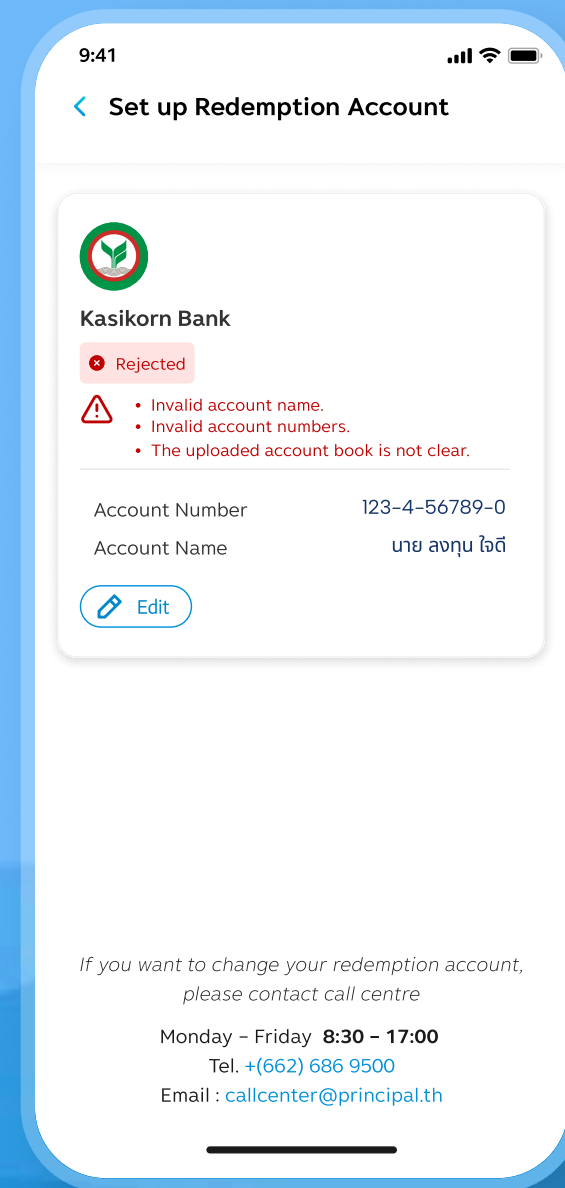 9:41
Set up Redemption Account
Kasikorn Bank
Rejected
• Invalid account name.
• Invalid account numbers.
• The uploaded account book is not clear.
Account Number 123-4-56789-0
Account Name นาย ลงทุน ใจดี
Edit
If you want to change your redemption account,
please contact call centre
Monday – Friday 8:30 – 17:00
Tel. +(662) 686 9500
Email : callcenter@principal.th